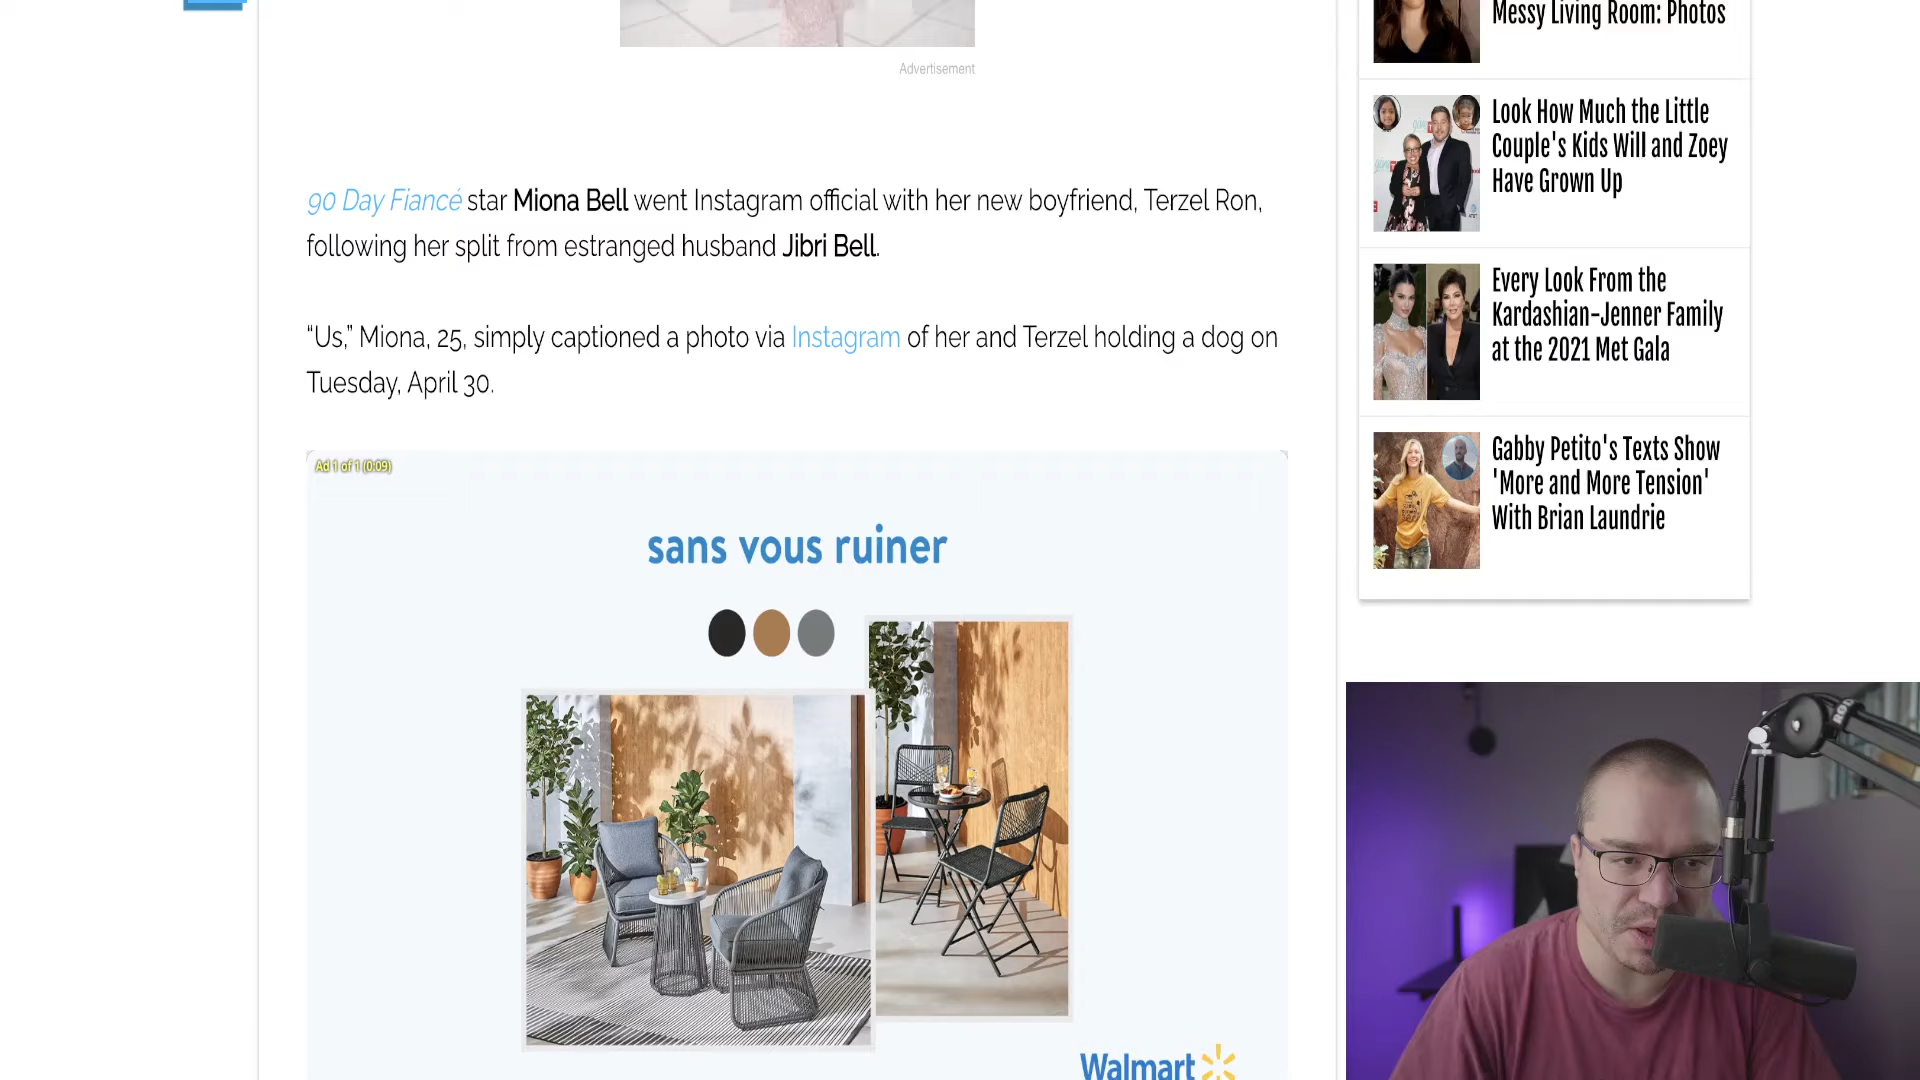 Advertisement
90 Day Fiancé star Miona Bell went Instagram official with her new boyfriend, Terzel Ron,
following her split from estranged husband Jibri Bell.
“Us,” Miona, 25, simply captioned a photo via Instagram of her and Terzel holding a dog on
Tuesday, April 30.
Ad 1 of 1 (0:09)
sans vous ruiner
Walmart
Messy Living Room: Photos
Look How Much the Little
Couple's Kids Will and Zoey
Have Grown Up
Every Look From the
Kardashian-Jenner Family
at the 2021 Met Gala
Gabby Petito's Texts Show
'More and More Tension'
With Brian Laundrie